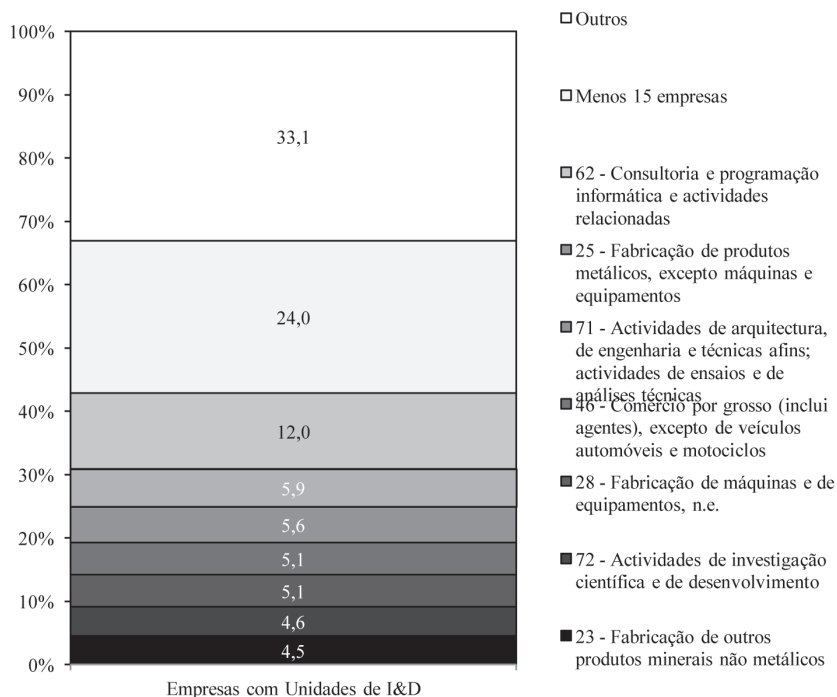 100%
90%
80%
70%
60%
50%
40%
30%
20%
10%
0%
33,1
24,0
12,0
5,9
5,6
5,1
5,1
4,6
4,5
Empresas com Unidades de I&D
Outros
Menos 15 empresas
62 - Consultoria e programação
informática e actividades
relacionadas
25 - Fabricação de produtos
metálicos, excepto máquinas e
equipamentos
71 - Actividades de arquitectura,
de engenharia e técnicas afins;
actividades de ensaios e de
análises técnicas
46 - Comércio por grosso (inclui
agentes), excepto de veículos
automóveis e motociclos
28 - Fabricação de máquinas e de
equipamentos, n.e.
72 - Actividades de investigação
científica e de desenvolvimento
23 - Fabricação de outros
produtos minerais não metálicos